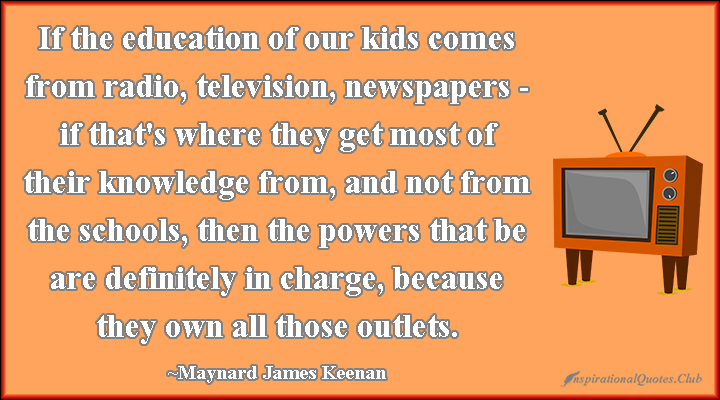 If the education of our kids comes
from radio, television, newspapers -
if that's where they get most of
their knowledge from, and not from
the schools, then the powers that be
are definitely in charge, because
they own all those outlets.
~Maynard James Keenan
InspirationalQuotes.Club